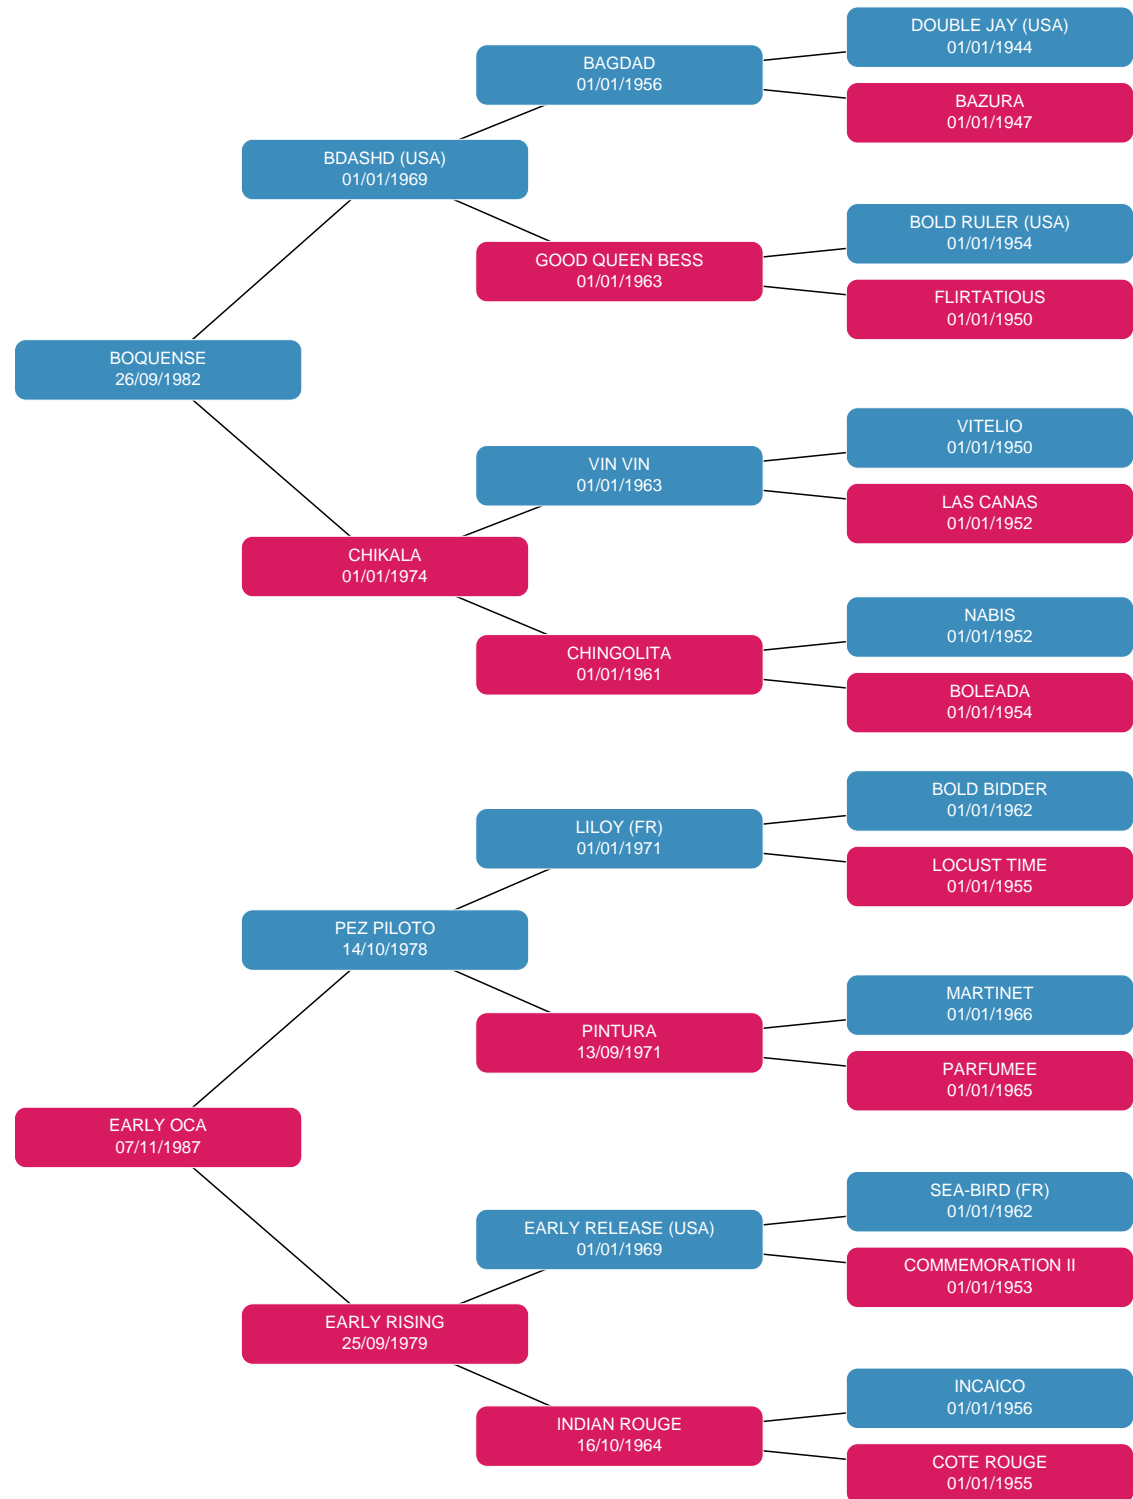 DOUBLE JAY (USA)
01/01/1944
BAGDAD
01/01/1956
BAZURA
01/01/1947
BDASHD (USA)
01/01/1969
BOLD RULER (USA)
01/01/1954
GOOD QUEEN BESS
01/01/1963
FLIRTATIOUS
01/01/1950
BOQUENSE
26/09/1982
VITELIO
01/01/1950
VIN VIN
01/01/1963
LAS CANAS
01/01/1952
CHIKALA
01/01/1974
NABIS
01/01/1952
CHINGOLITA
01/01/1961
BOLEADA
01/01/1954
BOLD BIDDER
01/01/1962
LILOY (FR)
01/01/1971
LOCUST TIME
01/01/1955
PEZ PILOTO
14/10/1978
MARTINET
01/01/1966
PINTURA
13/09/1971
PARFUMEE
01/01/1965
EARLY OCA
07/11/1987
SEA-BIRD (FR)
01/01/1962
EARLY RELEASE (USA)
01/01/1969
COMMEMORATION II
01/01/1953
EARLY RISING
25/09/1979
INCAICO
01/01/1956
INDIAN ROUGE
16/10/1964
COTE ROUGE
01/01/1955